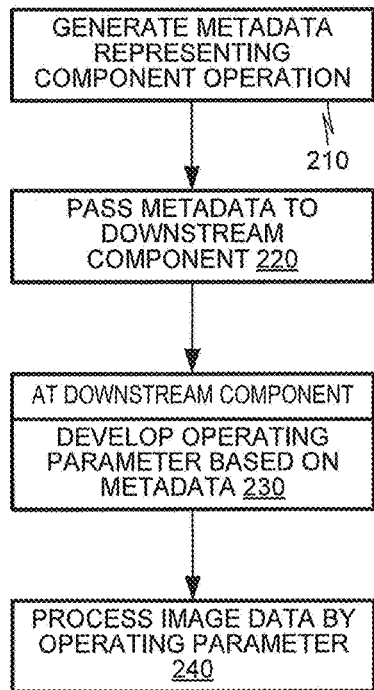 GENERATE METADATA
REPRESENTING
COMPONENT OPERATION
210
PASS METADATA TO
DOWNSTREAM
COMPONENT 220
AT DOWNSTREAM COMPONENT
DEVELOP OPERATING
PARAMETER BASED ON
METADATA 230
PROCESS IMAGE DATA BY
OPERATING PARAMETER
240